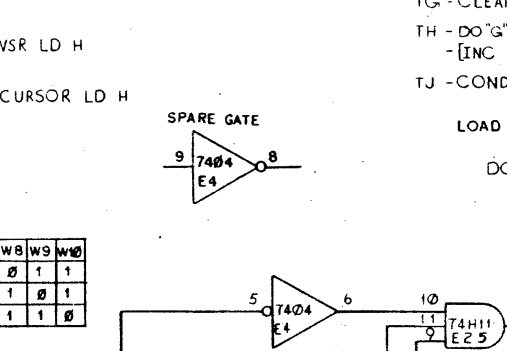 TG - CLEAR
TH - DO "G"
-[INC
WSR LD H
TJ - COND
CURSOR LD H
LOAD
SPARE GATE
9 74Ø4 8
E4
DO
W8 W9 W1Ø
Ø 1 1
1 Ø 1
1 1 Ø
5 74Ø4 6 1Ø
E4 11 74H11
9 E25